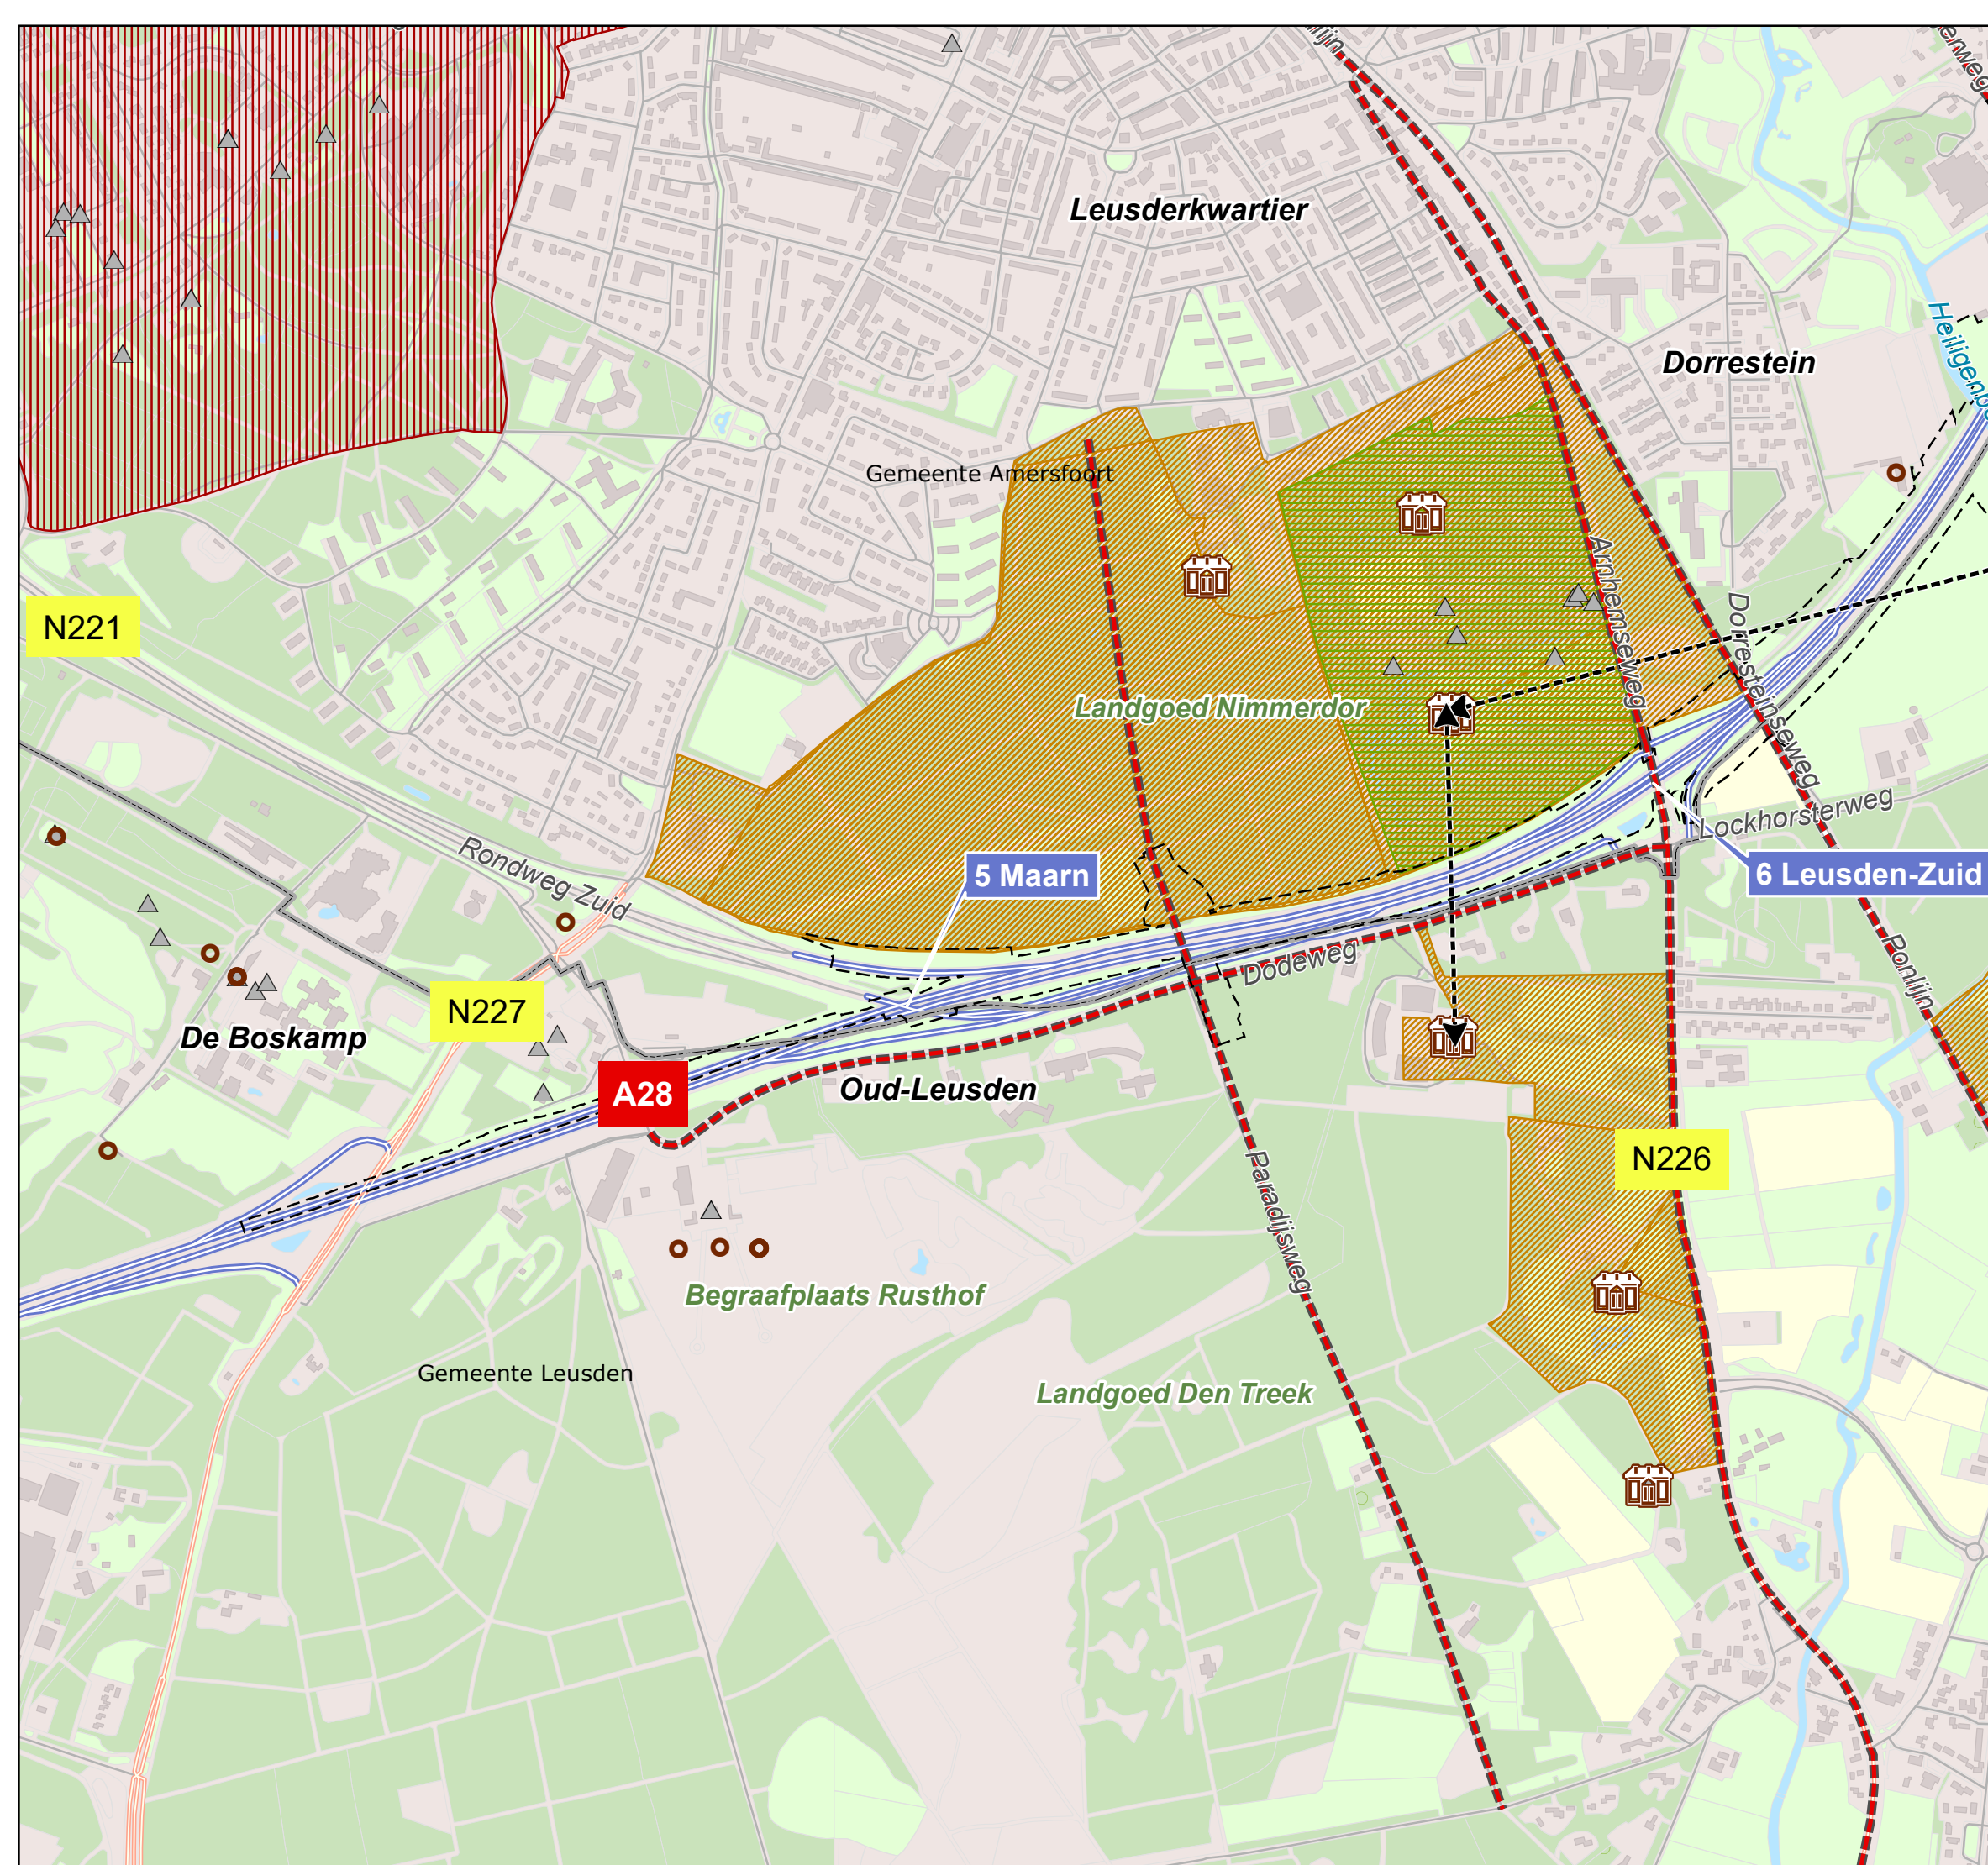 Leusderkwartier
Dorrestein
Gemeente Amersfoort
N221
Arnhemseweg
Dorresteinseweg
Landgoed Nimmerdor
Lockhorsterweg
Rondweg Zuid
5 Maarn
6 Leusden-Zuid
Ponlijn
Dodeweg
N227
De Boskamp
A28
Oud-Leusden
N226
Paradijsweg
Begraafplaats Rusthof
Gemeente Leusden
Landgoed Den Treek